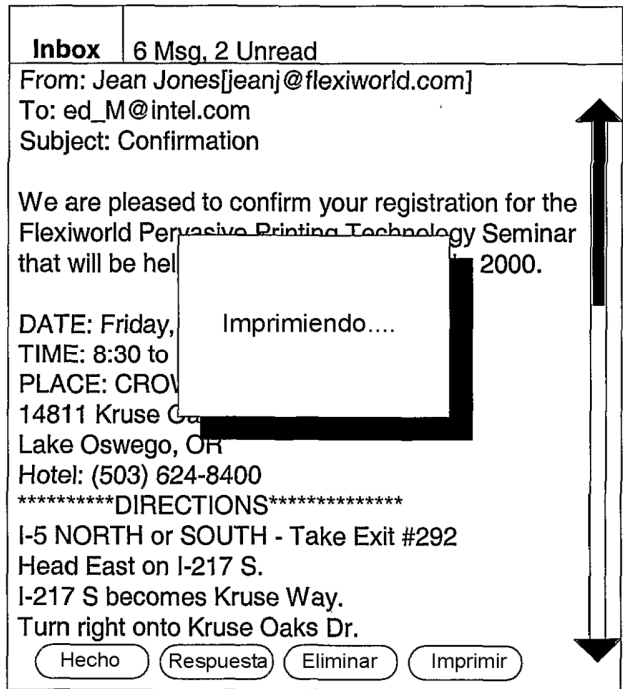 Inbox 6 Msg, 2 Unread
From: Jean Jones[jeanj@flexiworld.com]
To: ed_M@intel.com
Subject: Confirmation
We are pleased to confirm your registration for the
Flexiworld Pervasive Printing Technology Seminar
that will be hel 2000.
Imprimiendo....
DATE: Friday,
TIME: 8:30 to
PLACE: CROW
14811 Kruse
Lake Oswego, OR
Hotel: (503) 624-8400
**********DIRECTIONS**************
I-5 NORTH or SOUTH - Take Exit #292
Head East on I-217 S.
I-217 S becomes Kruse Way.
Turn right onto Kruse Oaks Dr.
Hecho Respuesta Eliminar Imprimir